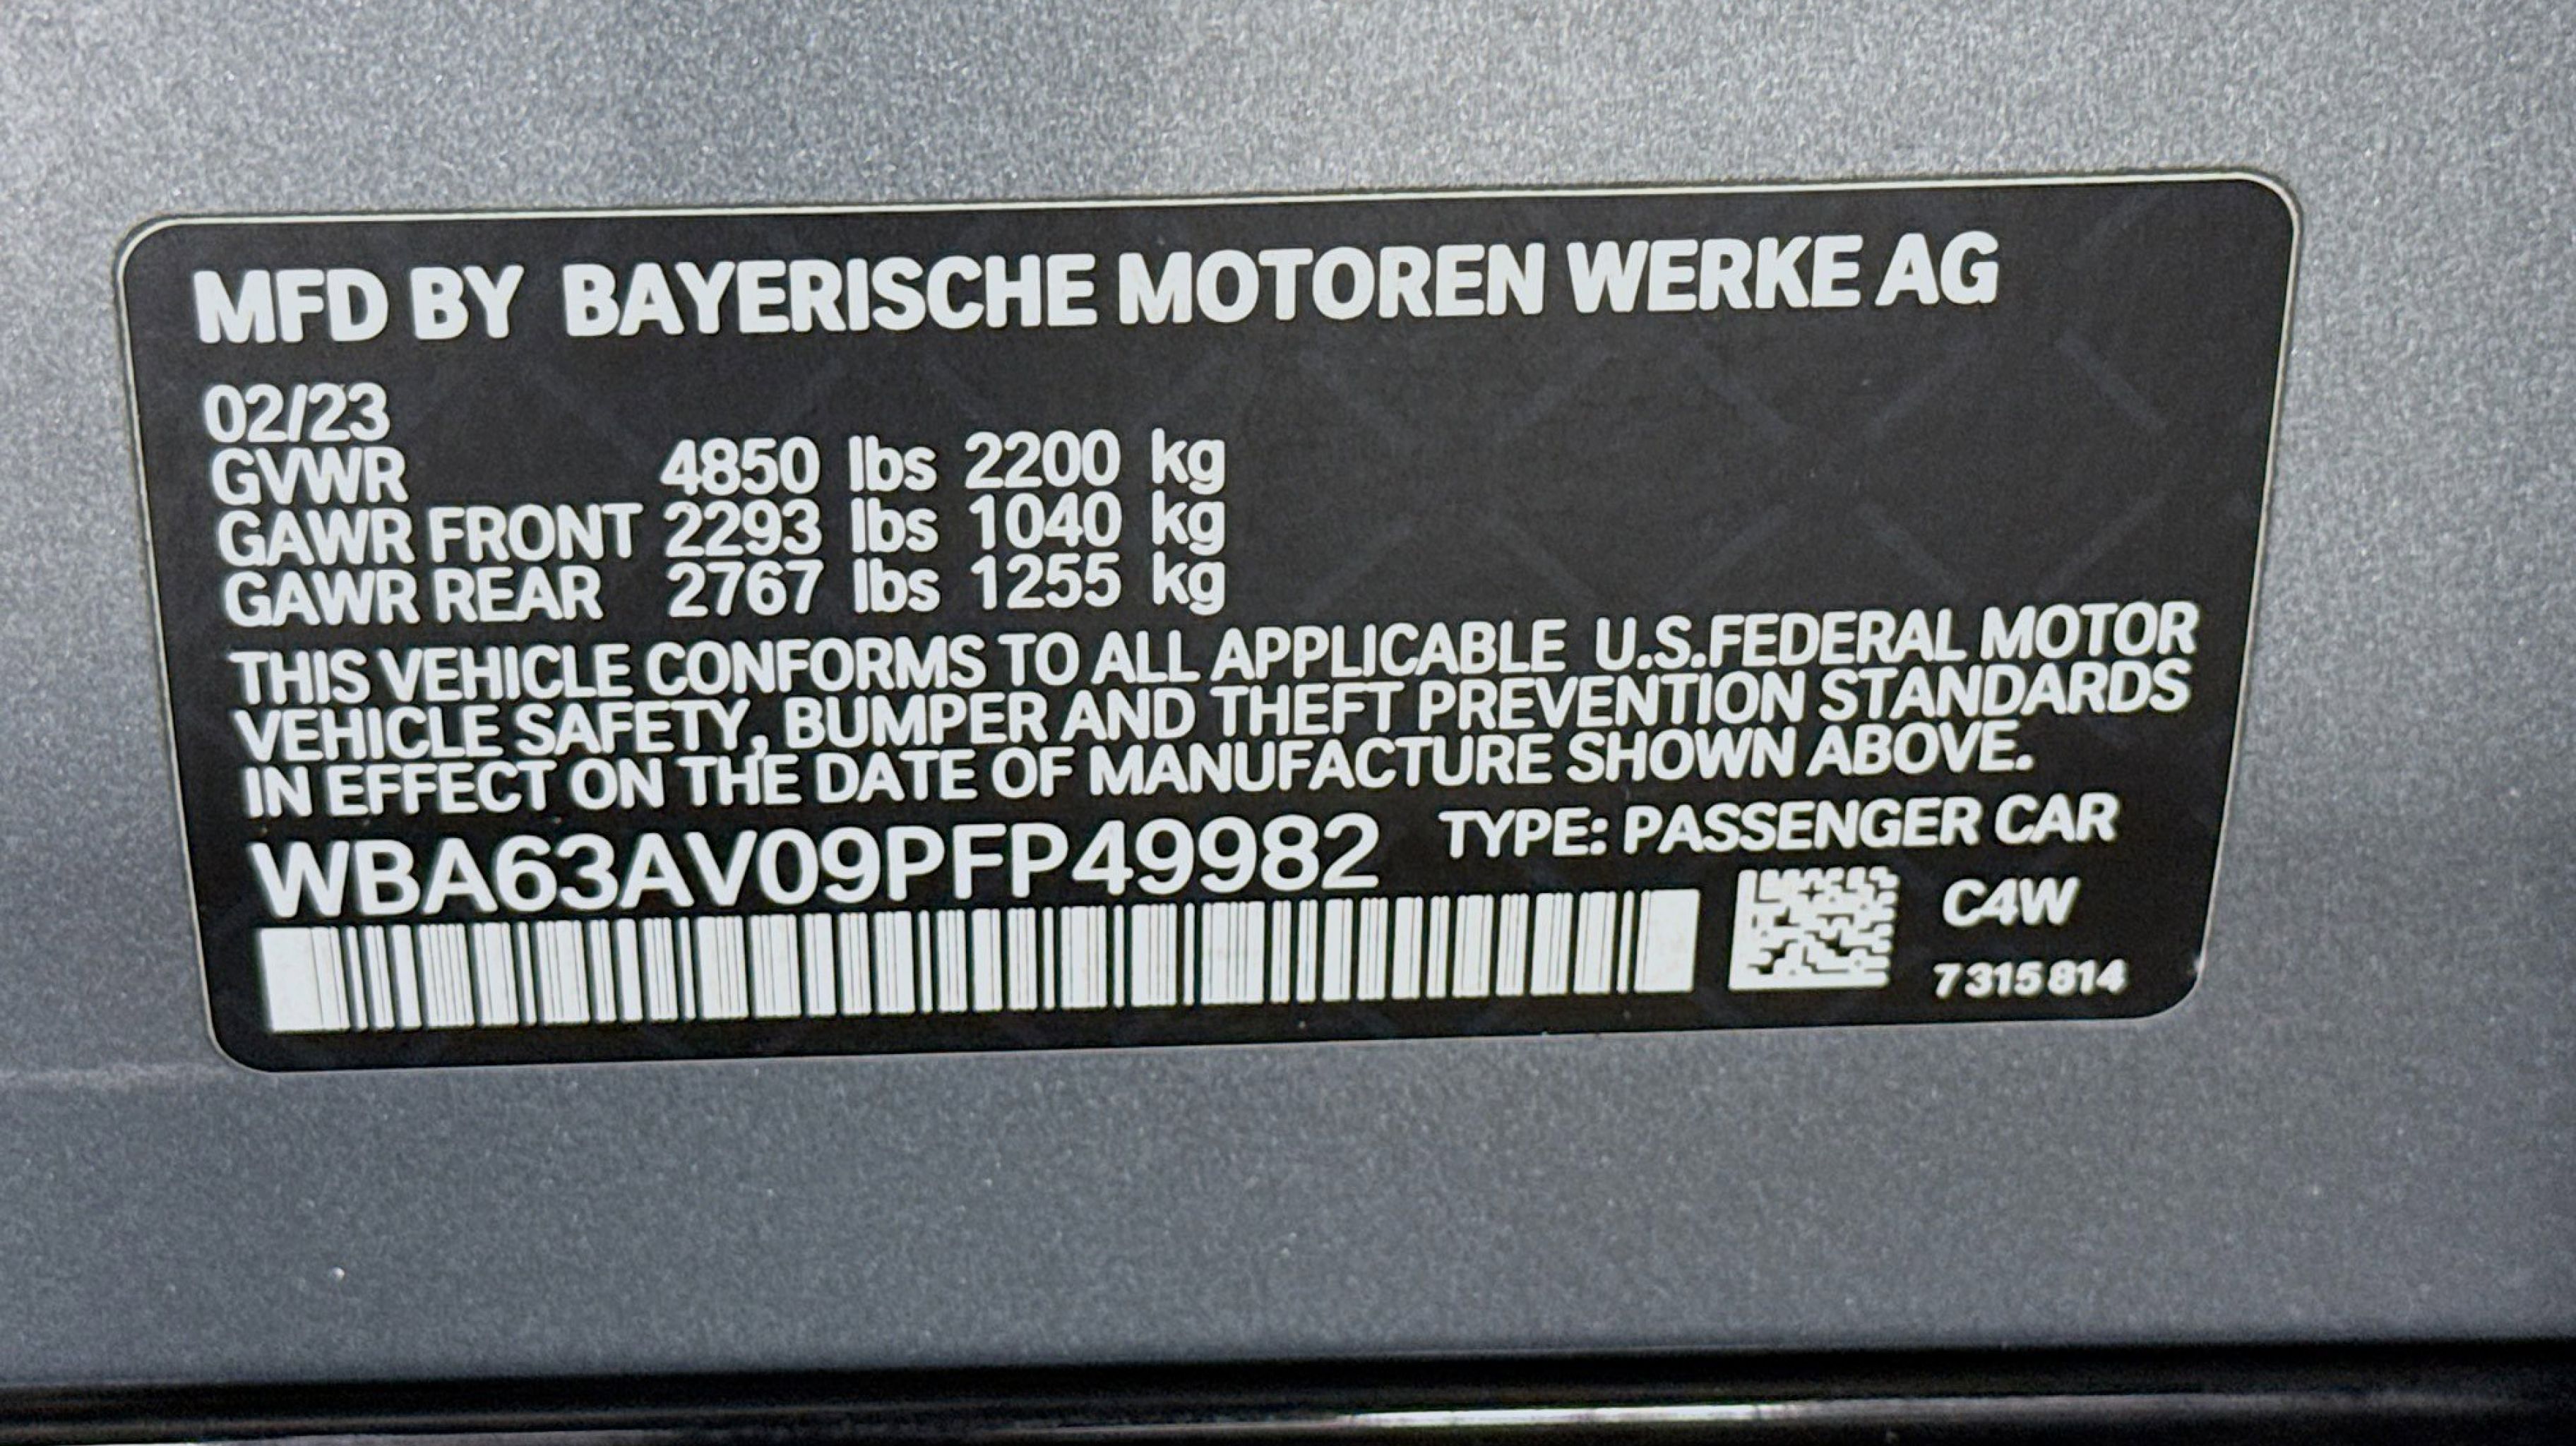 MFD BY BAYERISCHE MOTOREN WERKE AG
02/23
GVWR 4850 lbs 2200 kg
GAWR FRONT 2293 lbs 1040 kg
GAWR REAR 2767 lbs 1255 kg
THIS VEHICLE CONFORMS TO ALL APPLICABLE U.S.FEDERAL MOTOR
VEHICLE SAFETY, BUMPER AND THEFT PREVENTION STANDARDS
IN EFFECT ON THE DATE OF MANUFACTURE SHOWN ABOVE.
WBA63AV09PFP49982 TYPE: PASSENGER CAR
C4W
7315814